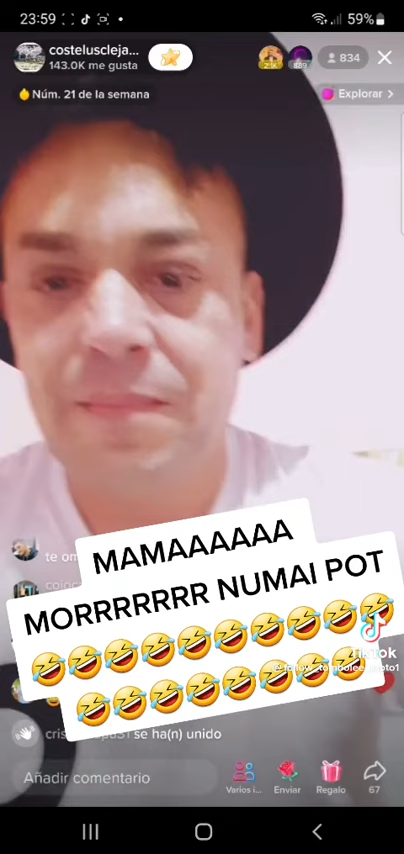 23:59
59%
costeluscleja...
143.0K me gusta
834
Núm. 21 de la semana
Explorar >
te
MAMAAAAAA
MORRRRRRR NUMAI POT
🤣🤣🤣🤣🤣🤣🤣🤣🤣🤣
🤣🤣🤣🤣🤣🤣🤣🤣
TikTok
se ha(n) unido
Añadir comentario
Varios i...
Enviar
Regalo
67